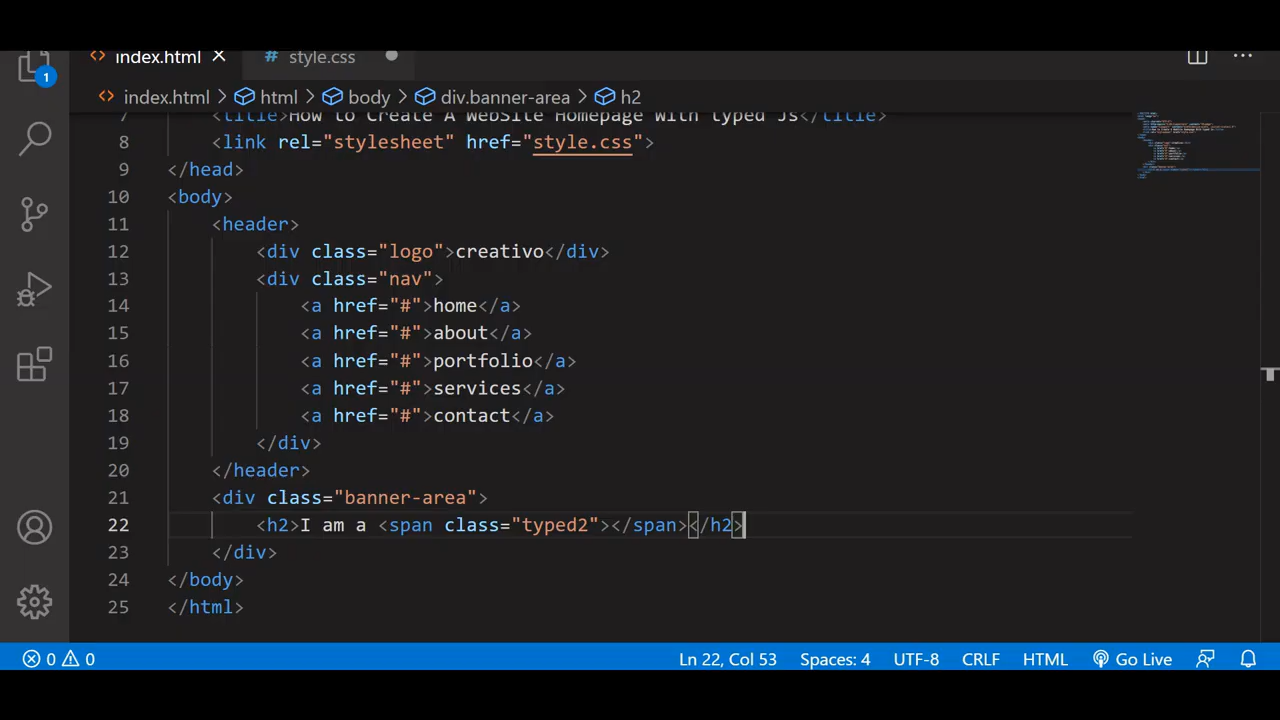 index.html
style.css
1
index.html > html > body > div.banner-area > h2
7 <title>How to Create A WebSite Homepage With typed Js</title>
8 <link rel="stylesheet" href="style.css">
9 </head>
10 <body>
11 <header>
12 <div class="logo">creativo</div>
13 <div class="nav">
14 <a href="#">home</a>
15 <a href="#">about</a>
16 <a href="#">portfolio</a>
17 <a href="#">services</a>
18 <a href="#">contact</a>
19 </div>
20 </header>
21 <div class="banner-area">
22 <h2>I am a <span class="typed2"></span></h2>
23 </div>
24 </body>
25 </html>
0 0 Ln 22, Col 53 Spaces: 4 UTF-8 CRLF HTML Go Live